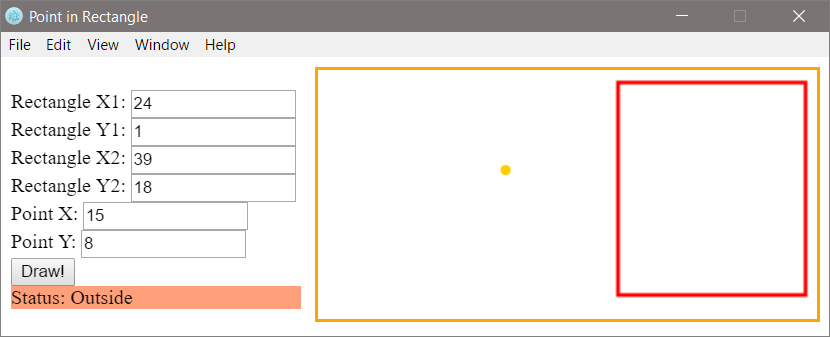 Point in Rectangle
File Edit View Window Help
Rectangle X1: 24
Rectangle Y1: 1
Rectangle X2: 39
Rectangle Y2: 18
Point X: 15
Point Y: 8
Draw!
Status: Outside